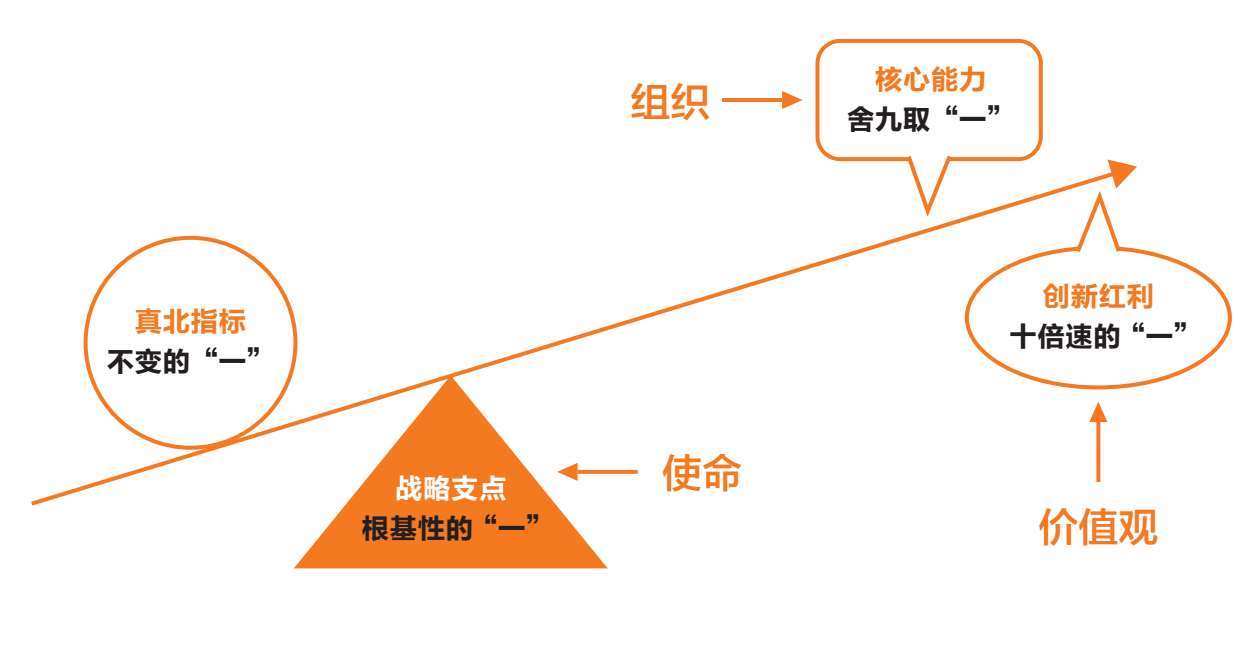 组织
核心能力
舍九取“一”
真北指标
不变的“一”
创新红利
十倍速的“一”
战略支点
根基性的“一”
使命
价值观